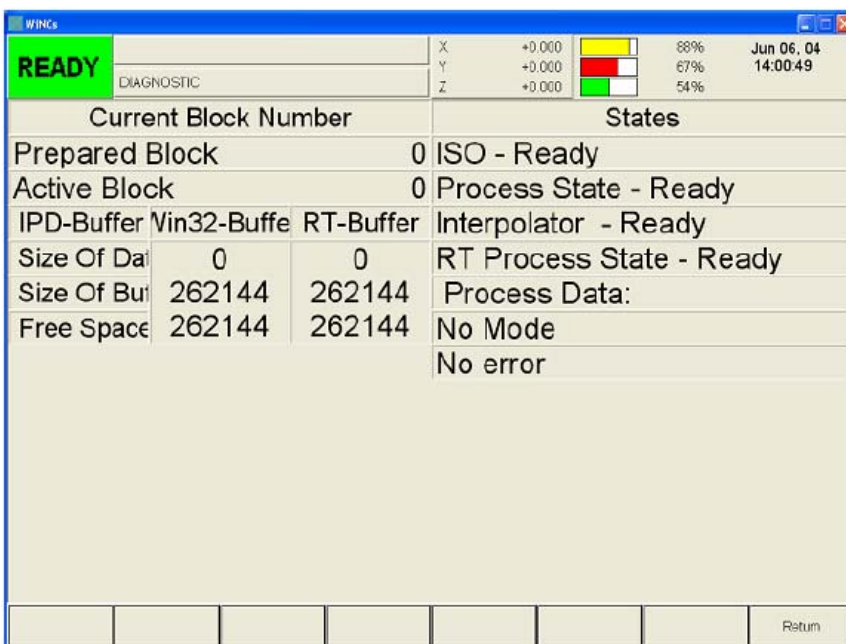 WINCs
READY
DIAGNOSTIC
X +0.000 88%
Y +0.000 67%
Z +0.000 54%
Jun 06, 04
14:00:49
Current Block Number
States
Prepared Block 0
ISO - Ready
Active Block 0
Process State - Ready
IPD-Buffer Win32-Buffe RT-Buffer
Interpolator - Ready
Size Of Dat 0 0
RT Process State - Ready
Size Of Buf 262144 262144
Process Data:
Free Space 262144 262144
No Mode
No error
Return